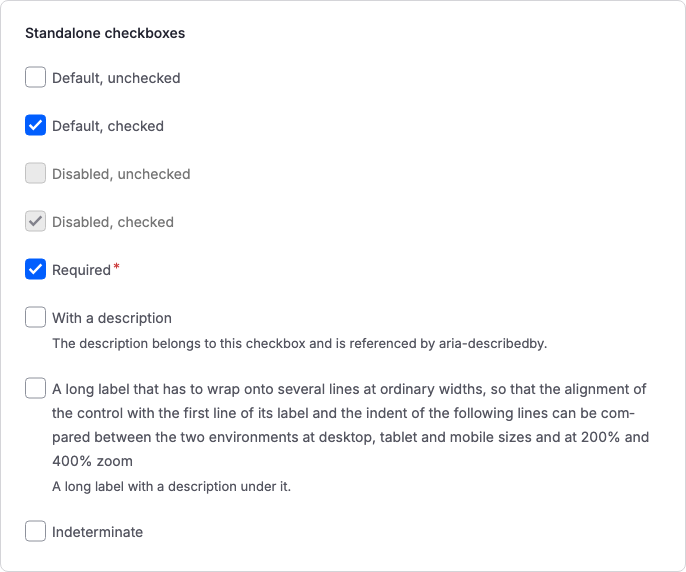 Standalone checkboxes
Default, unchecked
Default, checked
Disabled, unchecked
Disabled, checked
Required*
With a description
The description belongs to this checkbox and is referenced by aria-describedby.
A long label that has to wrap onto several lines at ordinary widths, so that the alignment of
the control with the first line of its label and the indent of the following lines can be com-
pared between the two environments at desktop, tablet and mobile sizes and at 200% and
400% zoom
A long label with a description under it.
Indeterminate